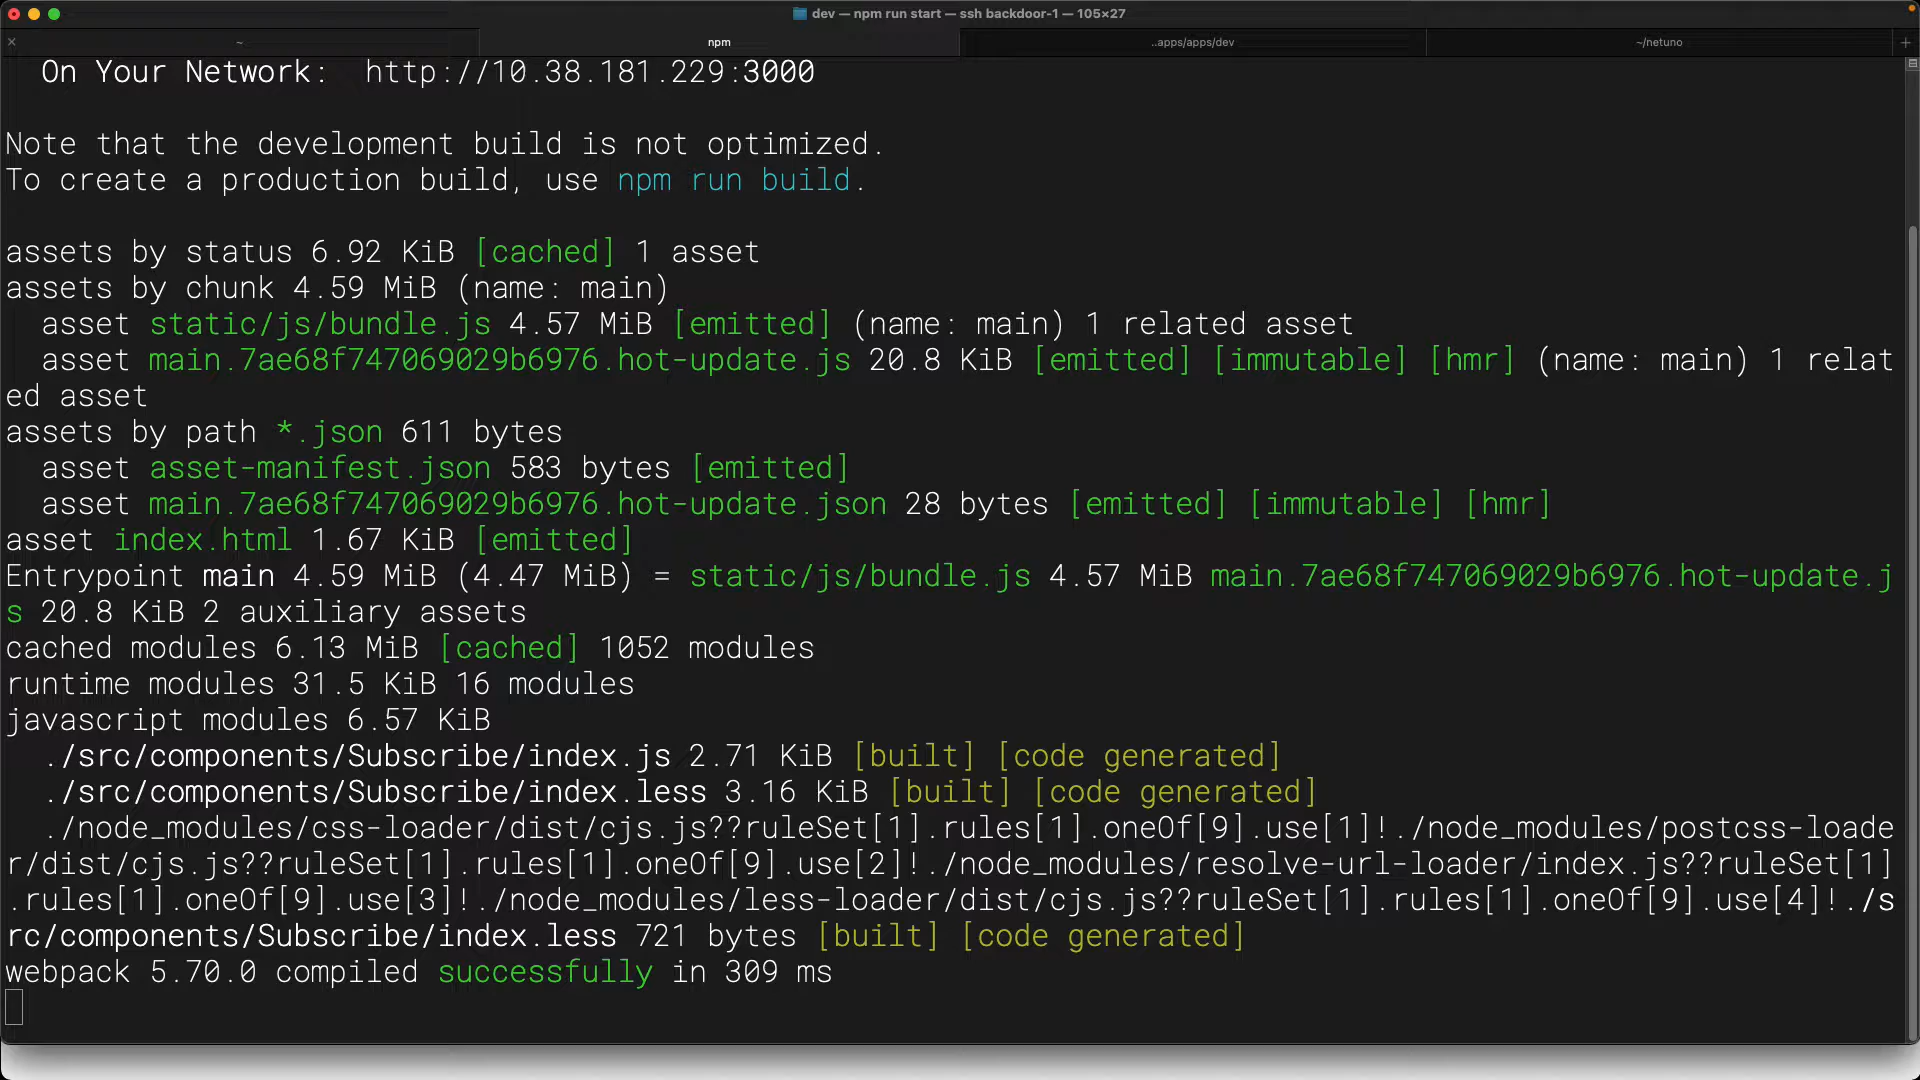 dev — npm run start — ssh backdoor-1 — 105×27
~ npm ..apps/apps/dev ~/netuno
On Your Network:  http://10.38.181.229:3000
Note that the development build is not optimized.
To create a production build, use npm run build.
assets by status 6.92 KiB [cached] 1 asset
assets by chunk 4.59 MiB (name: main)
asset static/js/bundle.js 4.57 MiB [emitted] (name: main) 1 related asset
asset main.7ae68f747069029b6976.hot-update.js 20.8 KiB [emitted] [immutable] [hmr] (name: main) 1 relat
ed asset
assets by path *.json 611 bytes
asset asset-manifest.json 583 bytes [emitted]
asset main.7ae68f747069029b6976.hot-update.json 28 bytes [emitted] [immutable] [hmr]
asset index.html 1.67 KiB [emitted]
Entrypoint main 4.59 MiB (4.47 MiB) = static/js/bundle.js 4.57 MiB main.7ae68f747069029b6976.hot-update.j
s 20.8 KiB 2 auxiliary assets
cached modules 6.13 MiB [cached] 1052 modules
runtime modules 31.5 KiB 16 modules
javascript modules 6.57 KiB
./src/components/Subscribe/index.js 2.71 KiB [built] [code generated]
./src/components/Subscribe/index.less 3.16 KiB [built] [code generated]
./node_modules/css-loader/dist/cjs.js??ruleSet[1].rules[1].oneOf[9].use[1]!./node_modules/postcss-loade
r/dist/cjs.js??ruleSet[1].rules[1].oneOf[9].use[2]!./node_modules/resolve-url-loader/index.js??ruleSet[1]
.rules[1].oneOf[9].use[3]!./node_modules/less-loader/dist/cjs.js??ruleSet[1].rules[1].oneOf[9].use[4]!./s
rc/components/Subscribe/index.less 721 bytes [built] [code generated]
webpack 5.70.0 compiled successfully in 309 ms